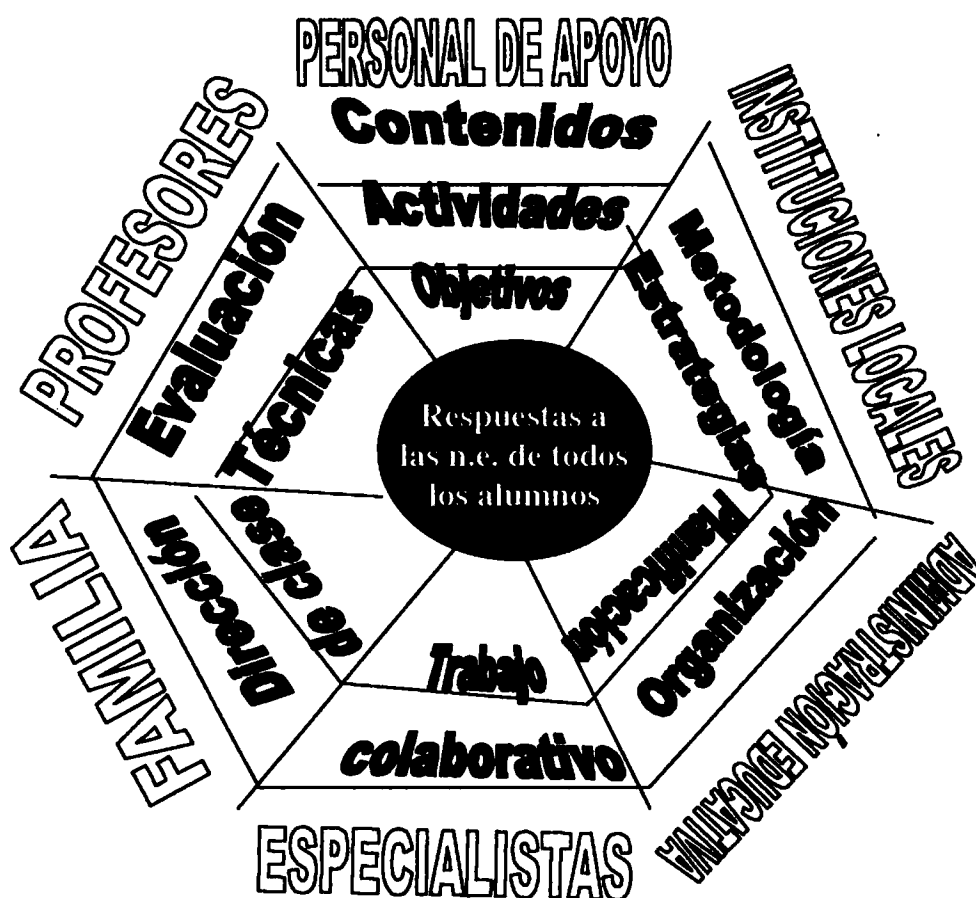 PERSONAL DE APOYO
Contenidos
Actividades
Objetivos
INSTITUCIONES LOCALES
Metodología
Estrategias
ADMINISTRACIÓN EDUCATIVA
Organización
Planificación
ESPECIALISTAS
Trabajo
colaborativo
FAMILIA
Dirección
de clase
PROFESORES
Evaluación
Técnicas
Respuestas a
las n.e. de todos
los alumnos